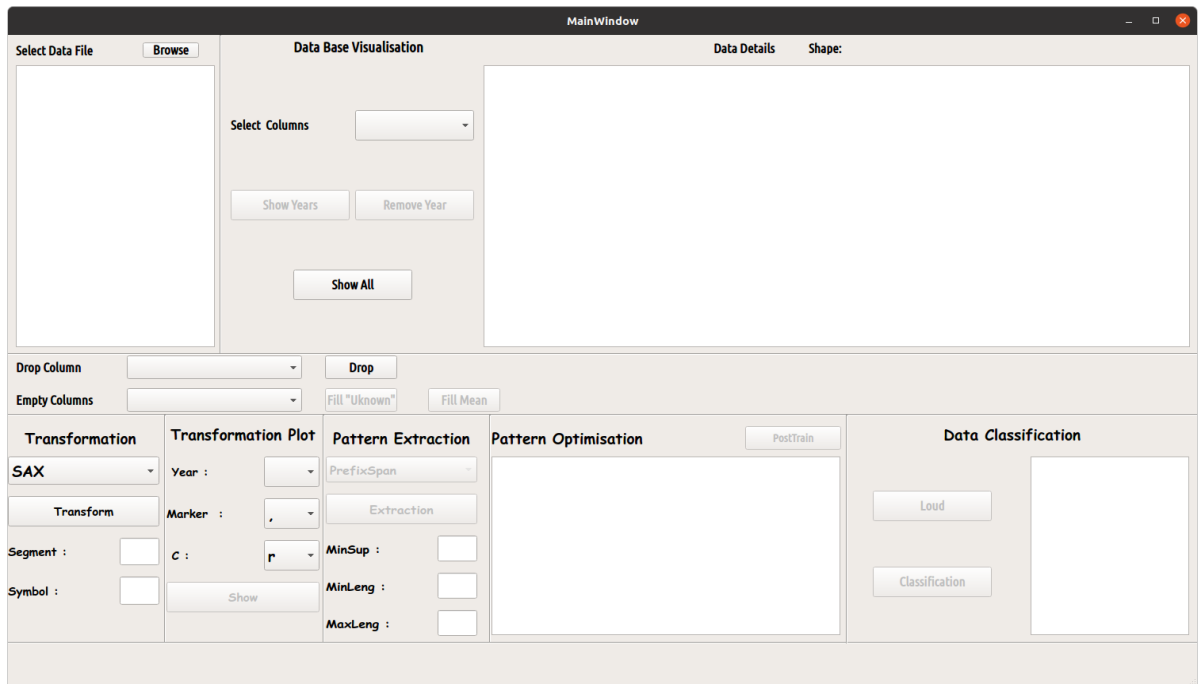 MainWindow
Select Data File
Browse
Data Base Visualisation
Data Details
Shape:
Select Columns
Show Years
Remove Year
Show All
Drop Column
Drop
Empty Columns
Fill "Uknown"
Fill Mean
Transformation
SAX
Transform
Segment :
Symbol :
Transformation Plot
Year :
Marker :
,
C :
r
Show
Pattern Extraction
PrefixSpan
Extraction
MinSup :
MinLeng :
MaxLeng :
Pattern Optimisation
PostTrain
Data Classification
Loud
Classification